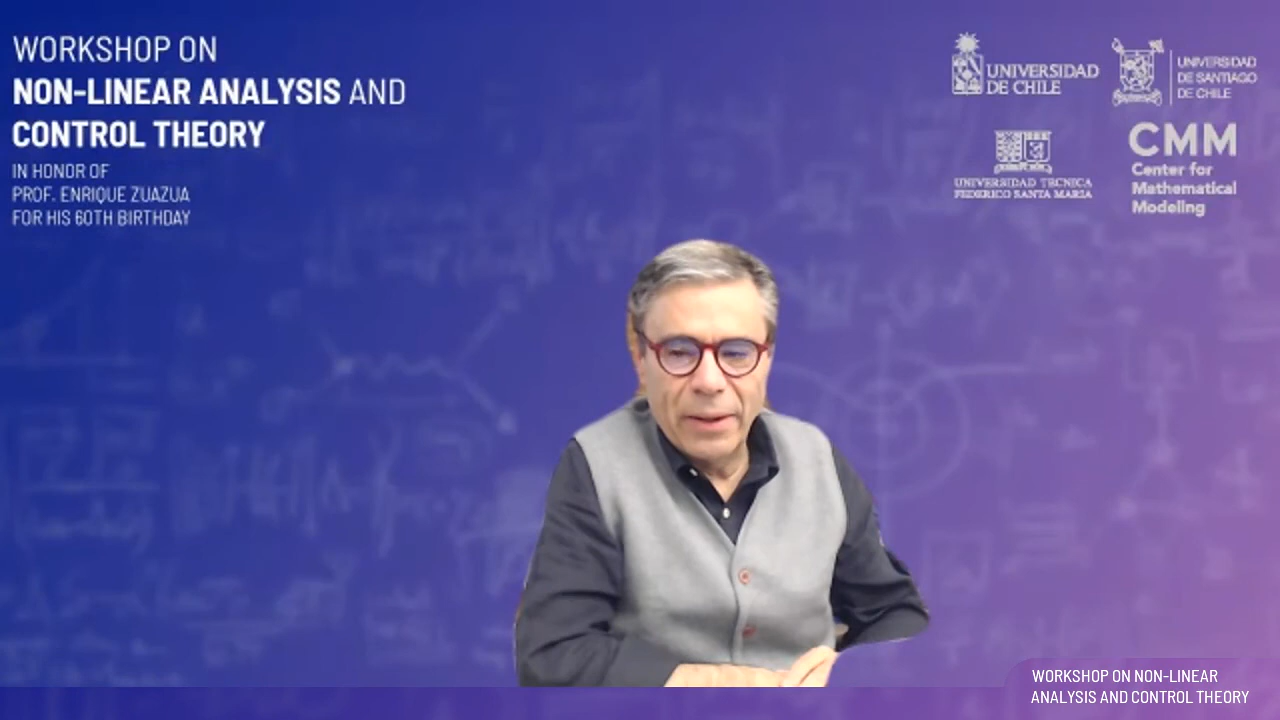 WORKSHOP ON
NON-LINEAR ANALYSIS AND
CONTROL THEORY
IN HONOR OF
PROF. ENRIQUE ZUAZUA
FOR HIS 60TH BIRTHDAY
UNIVERSIDAD
DE CHILE
UNIVERSIDAD
DE SANTIAGO
DE CHILE
UNIVERSIDAD TECNICA
FEDERICO SANTA MARIA
CMM
Center for
Mathematical
Modeling
WORKSHOP ON NON-LINEAR
ANALYSIS AND CONTROL THEORY